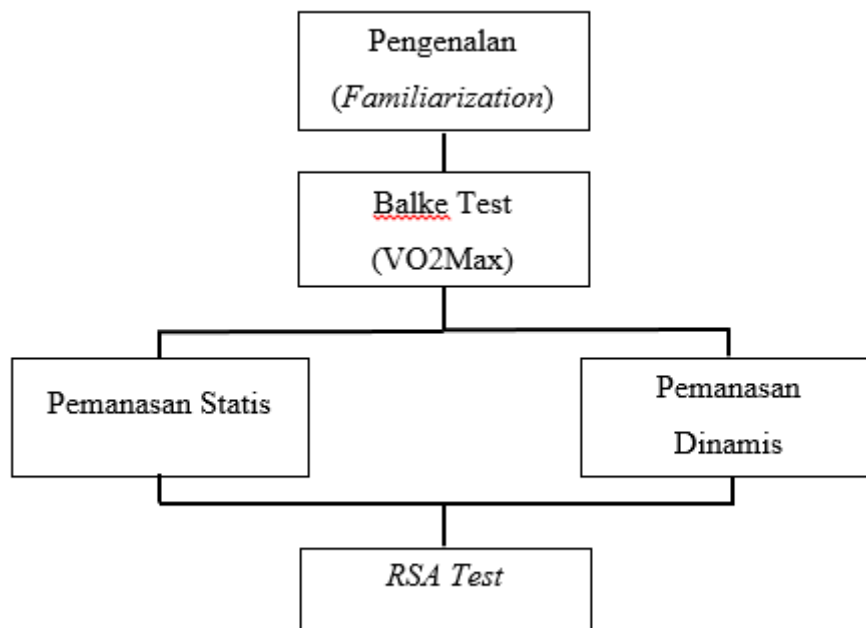 Pengenalan
(Familiarization)
Balke Test
(VO2Max)
Pemanasan Statis
Pemanasan
Dinamis
RSA Test